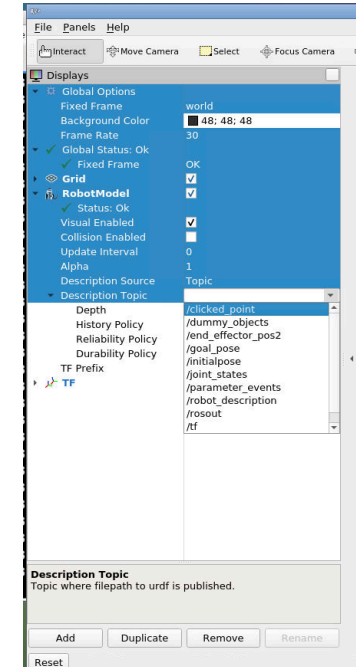 File Panels Help
Interact Move Camera Select Focus Camera
Displays
Global Options
Fixed Frame world
Background Color 48; 48; 48
Frame Rate 30
Global Status: Ok
Fixed Frame OK
Grid
RobotModel
Status: Ok
Visual Enabled
Collision Enabled
Update Interval 0
Alpha 1
Description Source Topic
Description Topic
Depth /clicked_point
/dummy_objects
History Policy /end_effector_pos2
Reliability Policy /goal_pose
/initialpose
Durability Policy /joint_states
TF Prefix /parameter_events
TF /robot_description
/rosout
/tf
Description Topic
Topic where filepath to urdf is published.
Add Duplicate Remove Rename
Reset